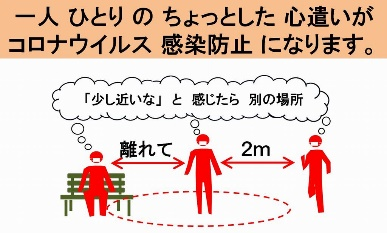 一人 ひとり の ちょっとした 心遣いが
コロナウイルス 感染防止 になります。
「少し近いな」 と 感じたら 別の場所
離れて
2m